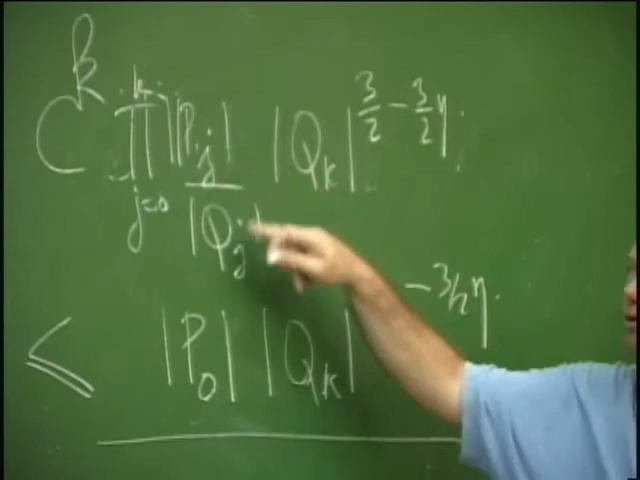 C^k ∏_{j=0}^{k} |P_j| / |Q_j| |Q_k|^{3/2 - 3/2 η}
≤ |P_0| |Q_k|^{-3/2 η}